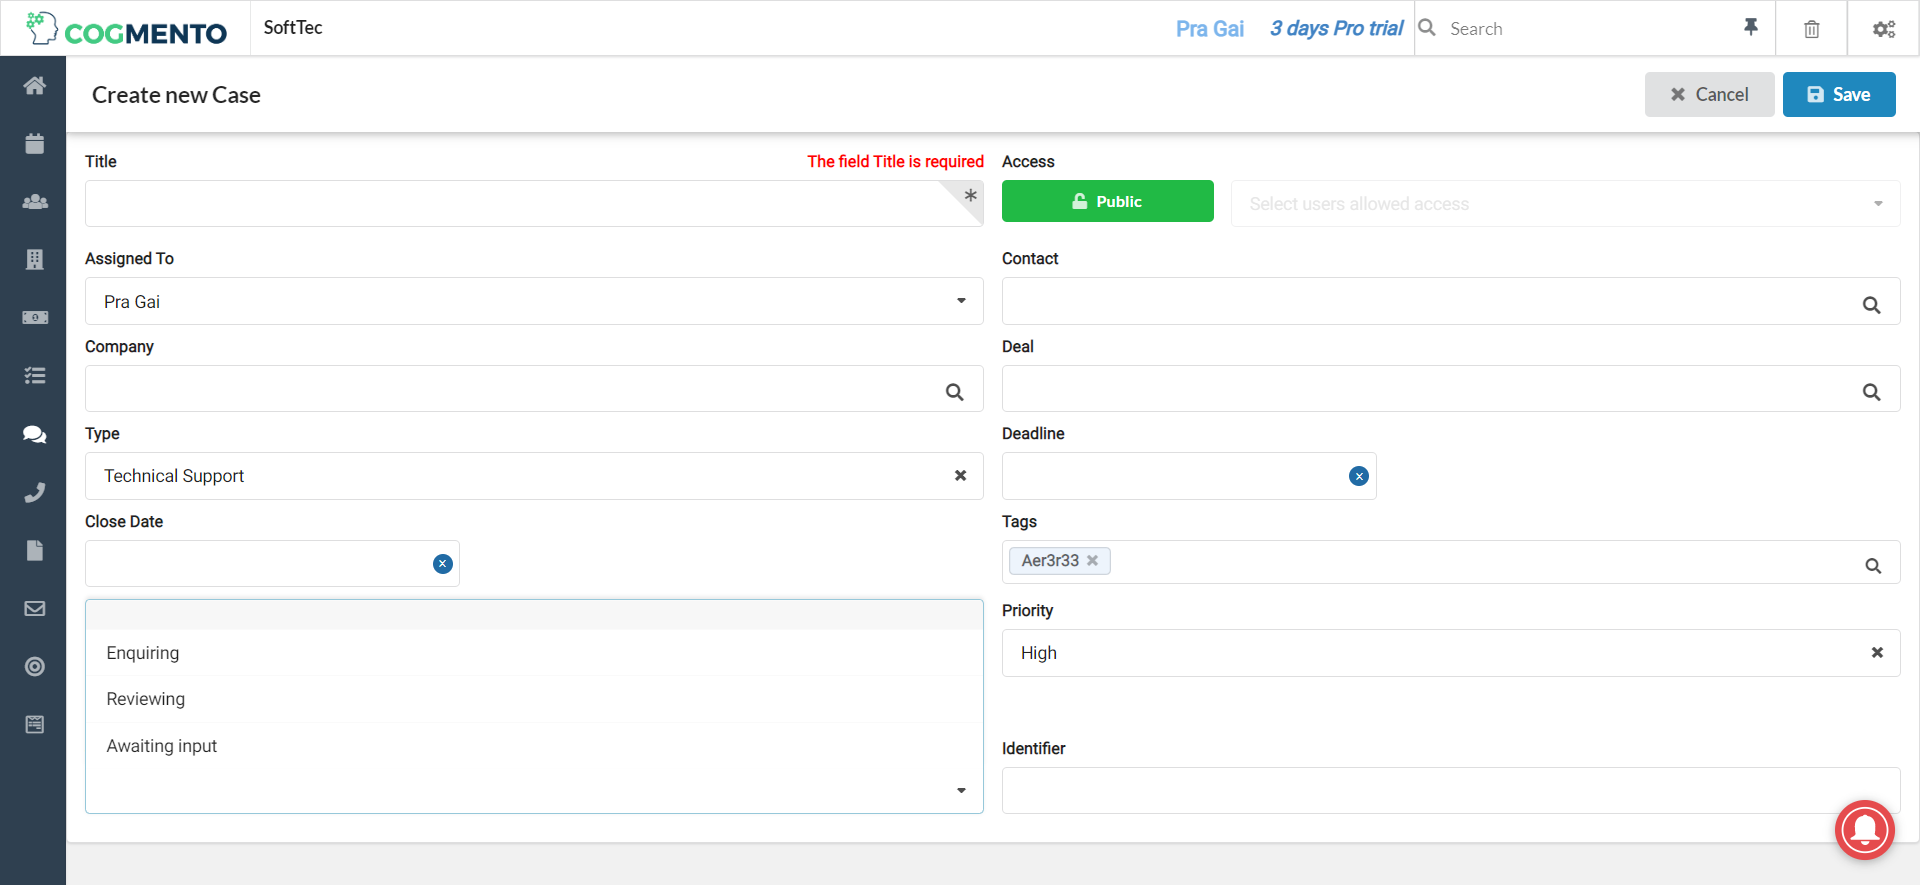 COGMENTO
SoftTec
Pra Gai
3 days Pro trial
Search
Create new Case
Cancel
Save
Title
The field Title is required
Access
Public
Select users allowed access
Assigned To
Contact
Pra Gai
Company
Deal
Type
Deadline
Technical Support
Close Date
Tags
Aer3r33
Priority
Enquiring
High
Reviewing
Awaiting input
Identifier